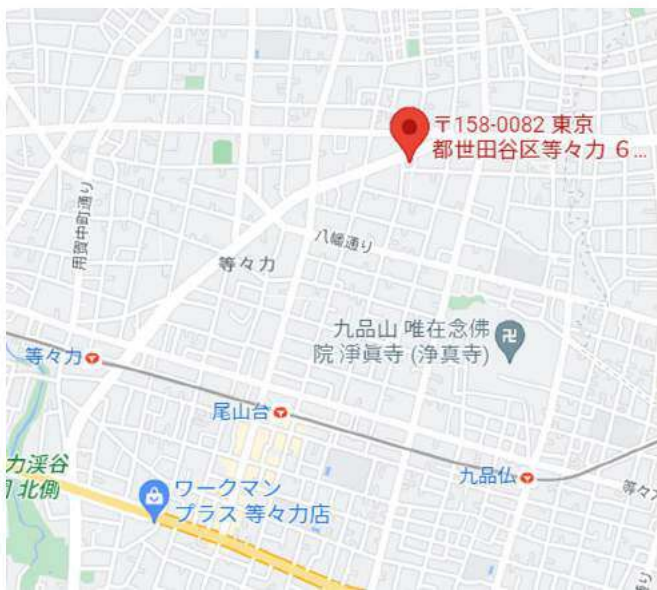 〒158-0082 東京
都世田谷区等々力 6...
用賀中町通り
八幡通り
等々力
九品山 唯在念佛
院 淨眞寺 (浄真寺)
等々力
尾山台
力渓谷
北側
九品仏
ワークマン
プラス 等々力店
等々